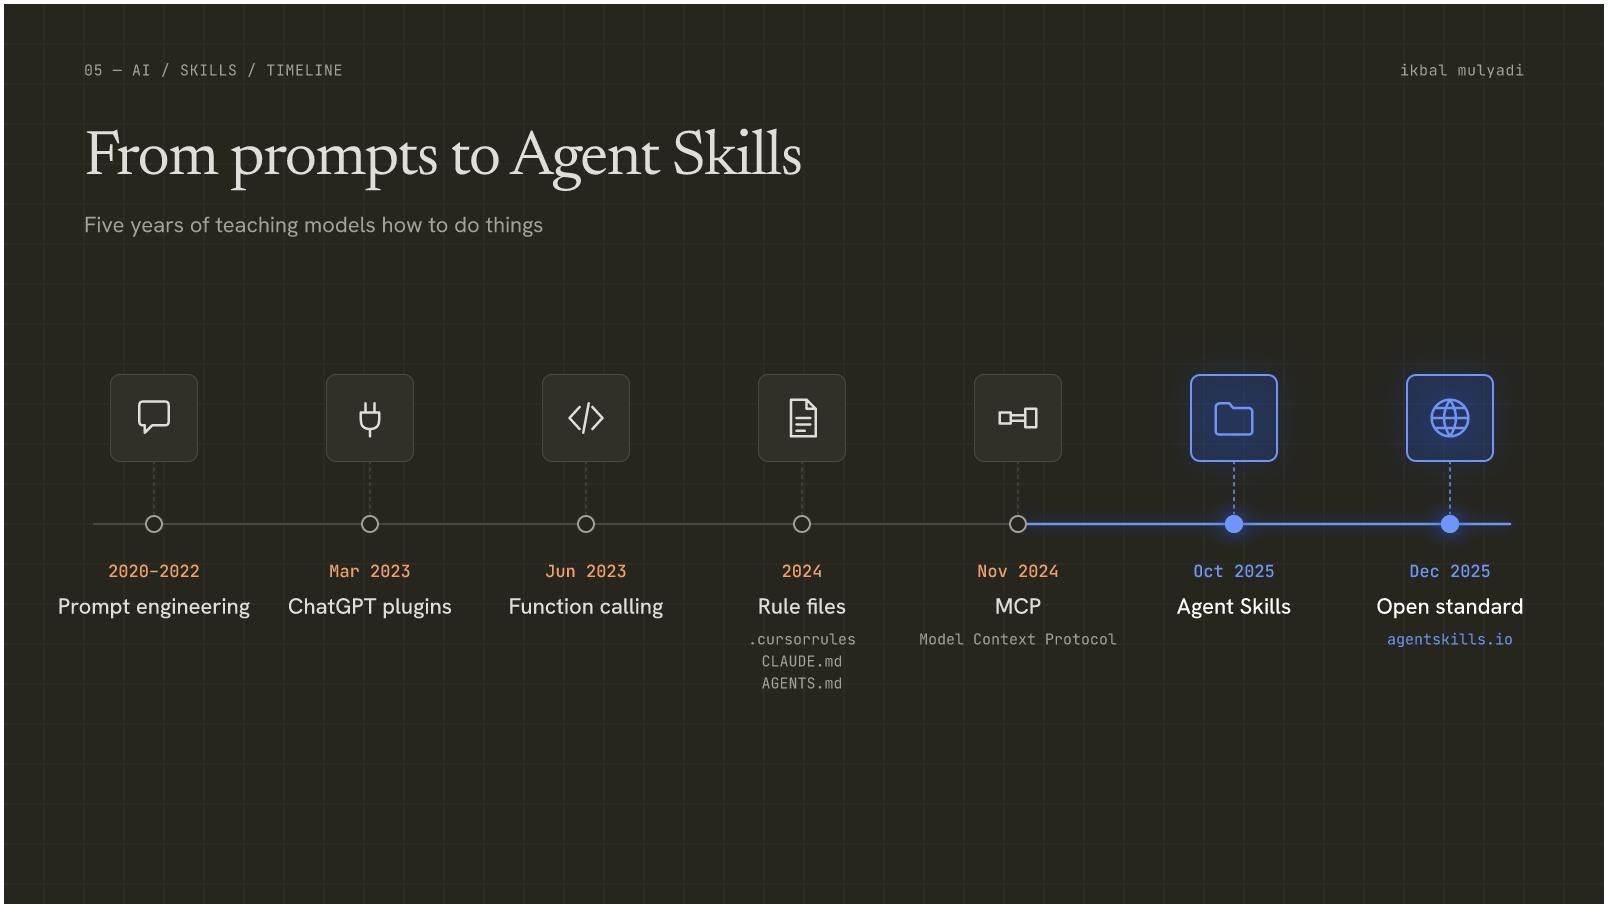 05 — AI / SKILLS / TIMELINE
ikbal mulyadi
From prompts to Agent Skills
Five years of teaching models how to do things
2020–2022
Prompt engineering
Mar 2023
ChatGPT plugins
Jun 2023
Function calling
2024
Rule files
.cursorrules
CLAUDE.md
AGENTS.md
Nov 2024
MCP
Model Context Protocol
Oct 2025
Agent Skills
Dec 2025
Open standard
agentskills.io